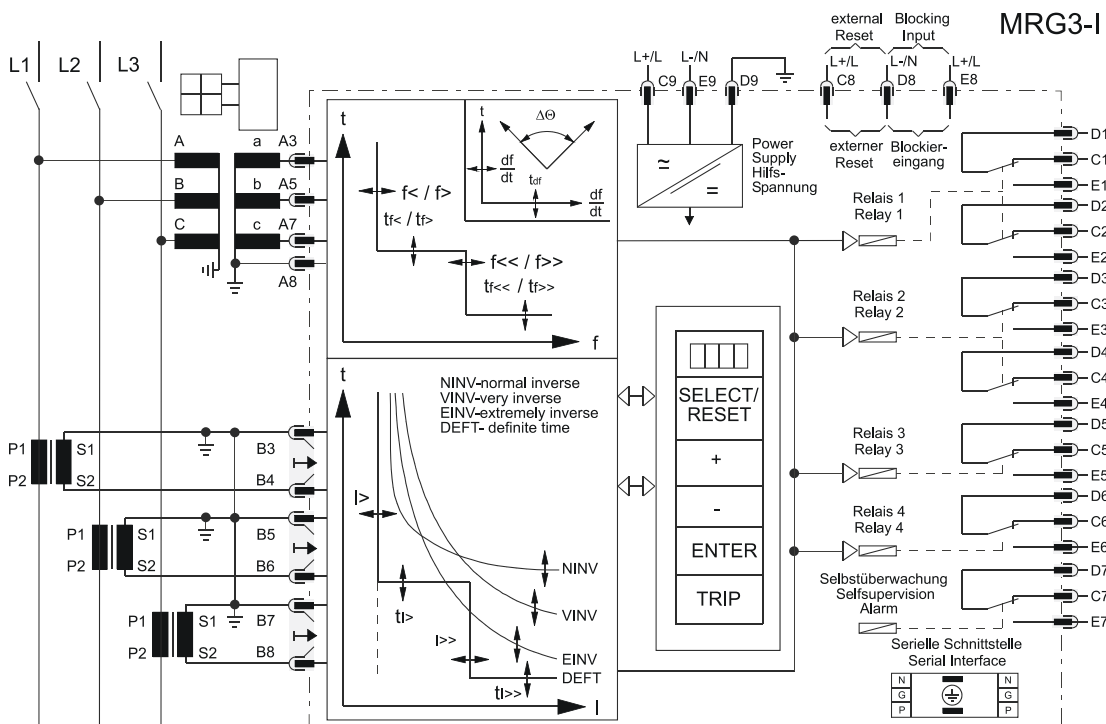 MRG3-I
L1
L2
L3
external
Reset
Blocking
Input
L+/L
L-/N
L+/L
L-/N
L+/L
C9
E9
D9
C8
D8
E8
externer
Reset
Blockier-
eingang
Power
Supply
Hilfs-
Spannung
≃
=
A
a
A3
B
b
A5
C
c
A7
A8
t
f< / f>
tf< / tf>
f<< / f>>
tf<< / tf>>
f
t
ΔΘ
df
dt
tdf
df
dt
Relais 1
Relay 1
Relais 2
Relay 2
Relais 3
Relay 3
Relais 4
Relay 4
Selbstüberwachung
Selfsupervision
Alarm
D1
C1
E1
D2
C2
E2
D3
C3
E3
D4
C4
E4
D5
C5
E5
D6
C6
E6
D7
C7
E7
SELECT/
RESET
+
-
ENTER
TRIP
t
NINV-normal inverse
VINV-very inverse
EINV-extremely inverse
DEFT- definite time
I>
tI>
I>>
tI>>
NINV
VINV
EINV
DEFT
I
P1
S1
P2
S2
B3
B4
P1
S1
P2
S2
B5
B6
P1
S1
P2
S2
B7
B8
Serielle Schnittstelle
Serial Interface
N
G
P
N
G
P